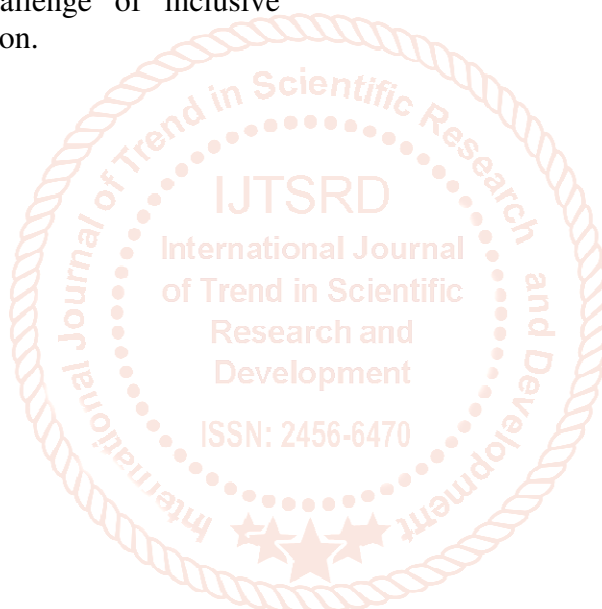 challenge of inclusive
on.
International Journal of Trend in Scientific Research and Development
IJTSRD
International Journal
of Trend in Scientific
Research and
Development
ISSN: 2456-6470